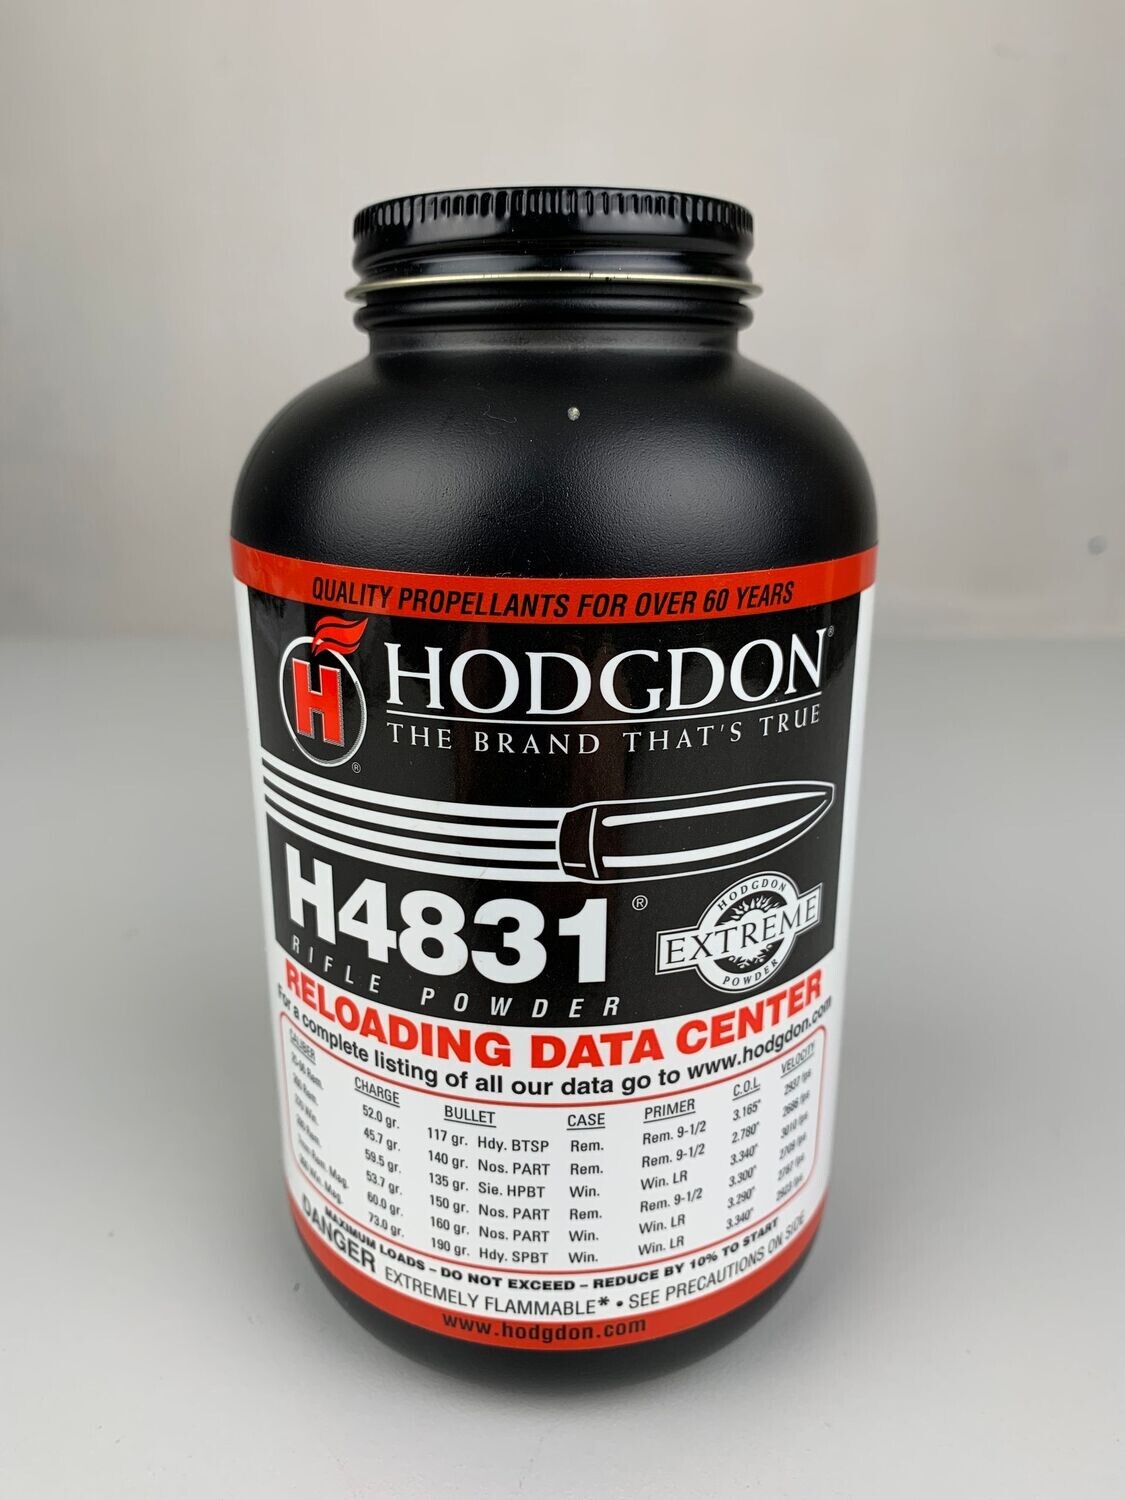 QUALITY PROPELLANTS FOR OVER 60 YEARS
H
HODGDON®
THE BRAND THAT'S TRUE
®
H4831®
RIFLE POWDER
HODGDON
EXTREME
POWDER
RELOADING DATA CENTER
For a complete listing of all our data go to www.hodgdon.com
CALIBER CHARGE BULLET CASE PRIMER C.O.L. VELOCITY
52.0 gr. 117 gr. Hdy. BTSP Rem. Rem. 9-1/2 3.165"
45.7 gr. 140 gr. Nos. PART Rem. Rem. 9-1/2 2.780"
59.5 gr. 135 gr. Sie. HPBT Win. Win. LR 3.340"
53.7 gr. 150 gr. Nos. PART Rem. Rem. 9-1/2 3.300"
60.0 gr. 160 gr. Nos. PART Win. Win. LR 3.290"
73.0 gr. 190 gr. Hdy. SPBT Win. Win. LR 3.340"
MAXIMUM LOADS – DO NOT EXCEED – REDUCE BY 10% TO START
DANGER EXTREMELY FLAMMABLE* • SEE PRECAUTIONS ON SIDE
www.hodgdon.com